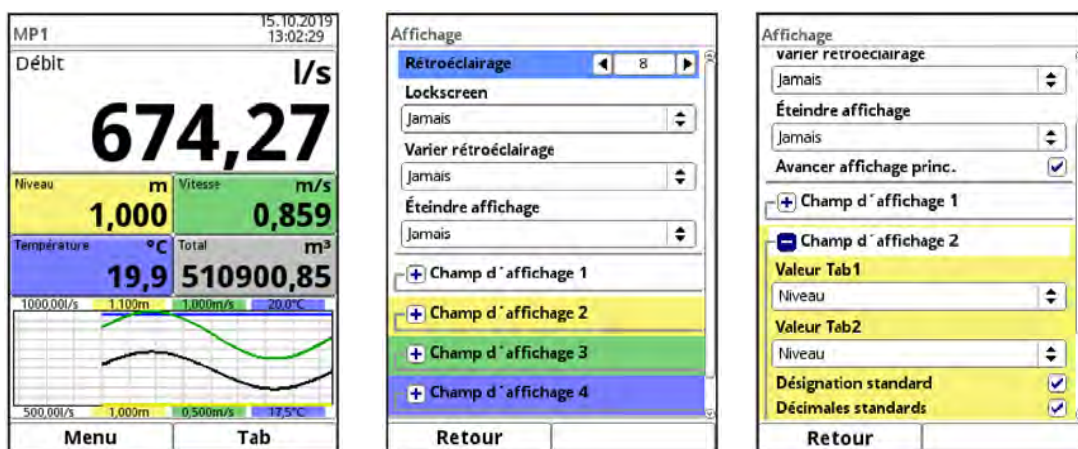 MP1
15.10.2019
13:02:29
Débit
l/s
674,27
Niveau m
1,000
Vitesse m/s
0,859
Température °C
19,9
Total m³
510900,85
1000,00l/s 1,100m 1,000m/s 20,0°C
500,00l/s 1,000m 0,500m/s 17,5°C
Menu Tab
Affichage
Rétroéclairage 8
Lockscreen
Jamais
Varier rétroéclairage
Jamais
Éteindre affichage
Jamais
Champ d´affichage 1
Champ d´affichage 2
Champ d´affichage 3
Champ d´affichage 4
Retour
Affichage
Varier rétroéclairage
Jamais
Éteindre affichage
Jamais
Avancer affichage princ.
Champ d´affichage 1
Champ d´affichage 2
Valeur Tab1
Niveau
Valeur Tab2
Niveau
Désignation standard
Décimales standards
Retour